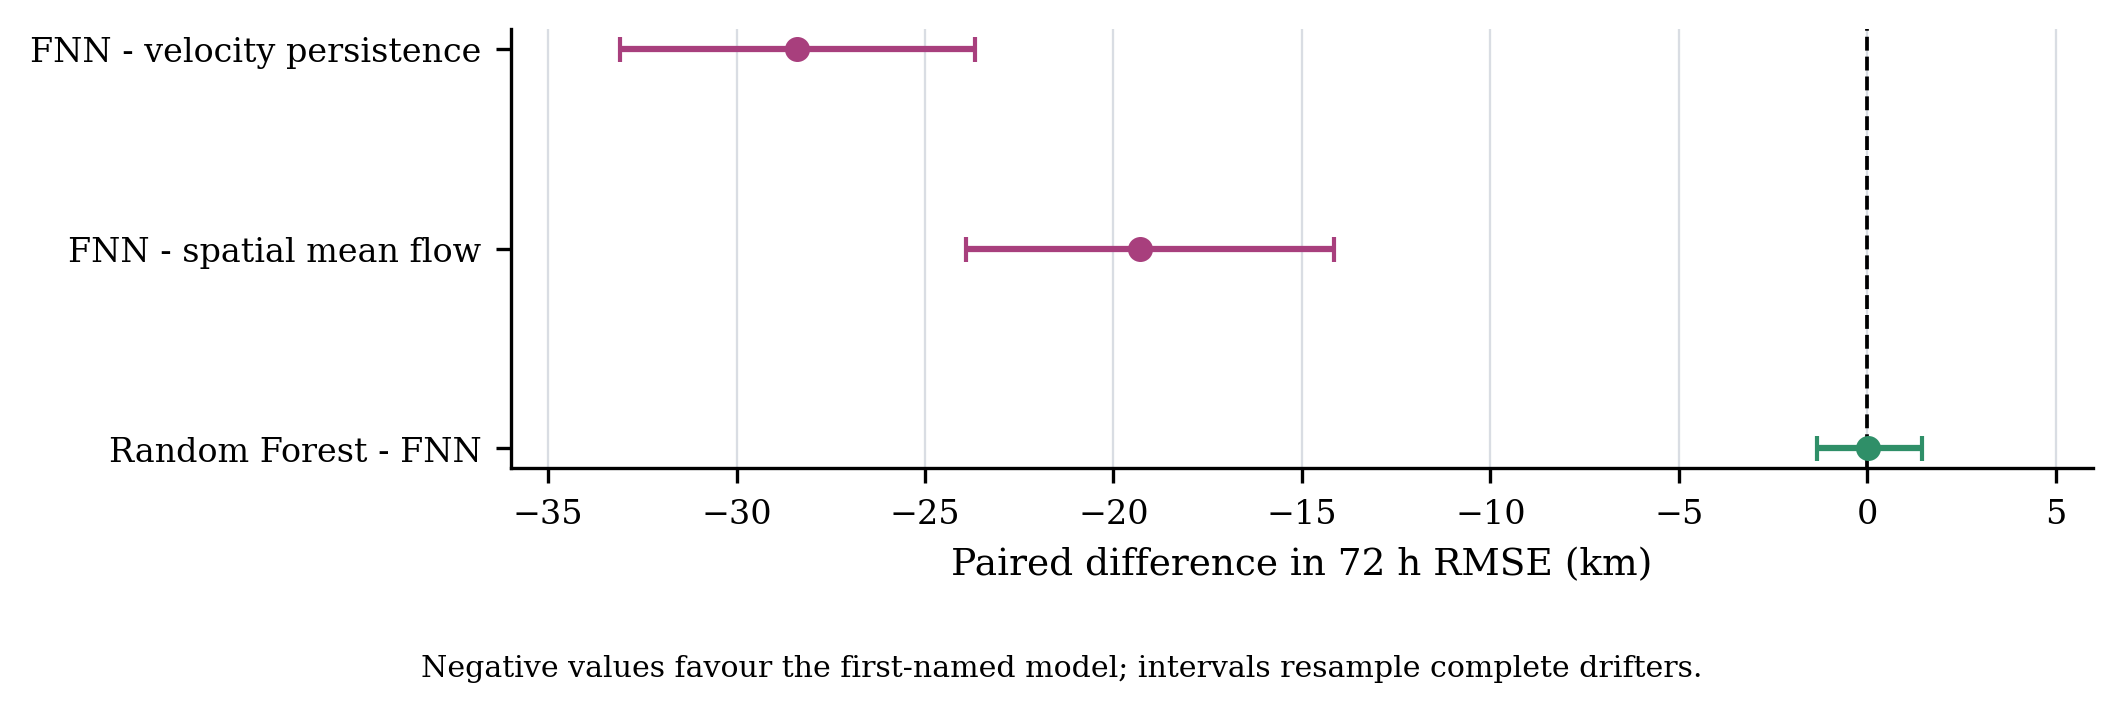 FNN - velocity persistence
FNN - spatial mean flow
Random Forest - FNN
−35 −30 −25 −20 −15 −10 −5 0 5
Paired difference in 72 h RMSE (km)
Negative values favour the first-named model; intervals resample complete drifters.